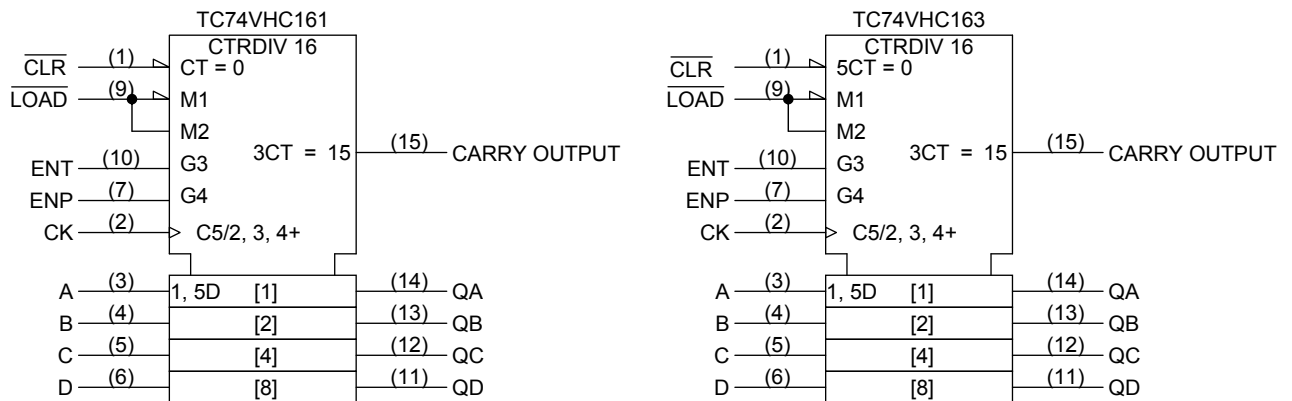 TC74VHC161
CTRDIV 16
CLR (1) CT = 0
LOAD (9) M1
M2
3CT = 15 (15) CARRY OUTPUT
ENT (10) G3
ENP (7) G4
CK (2) C5/2, 3, 4+
A (3) 1, 5D [1] (14) QA
B (4) [2] (13) QB
C (5) [4] (12) QC
D (6) [8] (11) QD
TC74VHC163
CTRDIV 16
CLR (1) 5CT = 0
LOAD (9) M1
M2
3CT = 15 (15) CARRY OUTPUT
ENT (10) G3
ENP (7) G4
CK (2) C5/2, 3, 4+
A (3) 1, 5D [1] (14) QA
B (4) [2] (13) QB
C (5) [4] (12) QC
D (6) [8] (11) QD